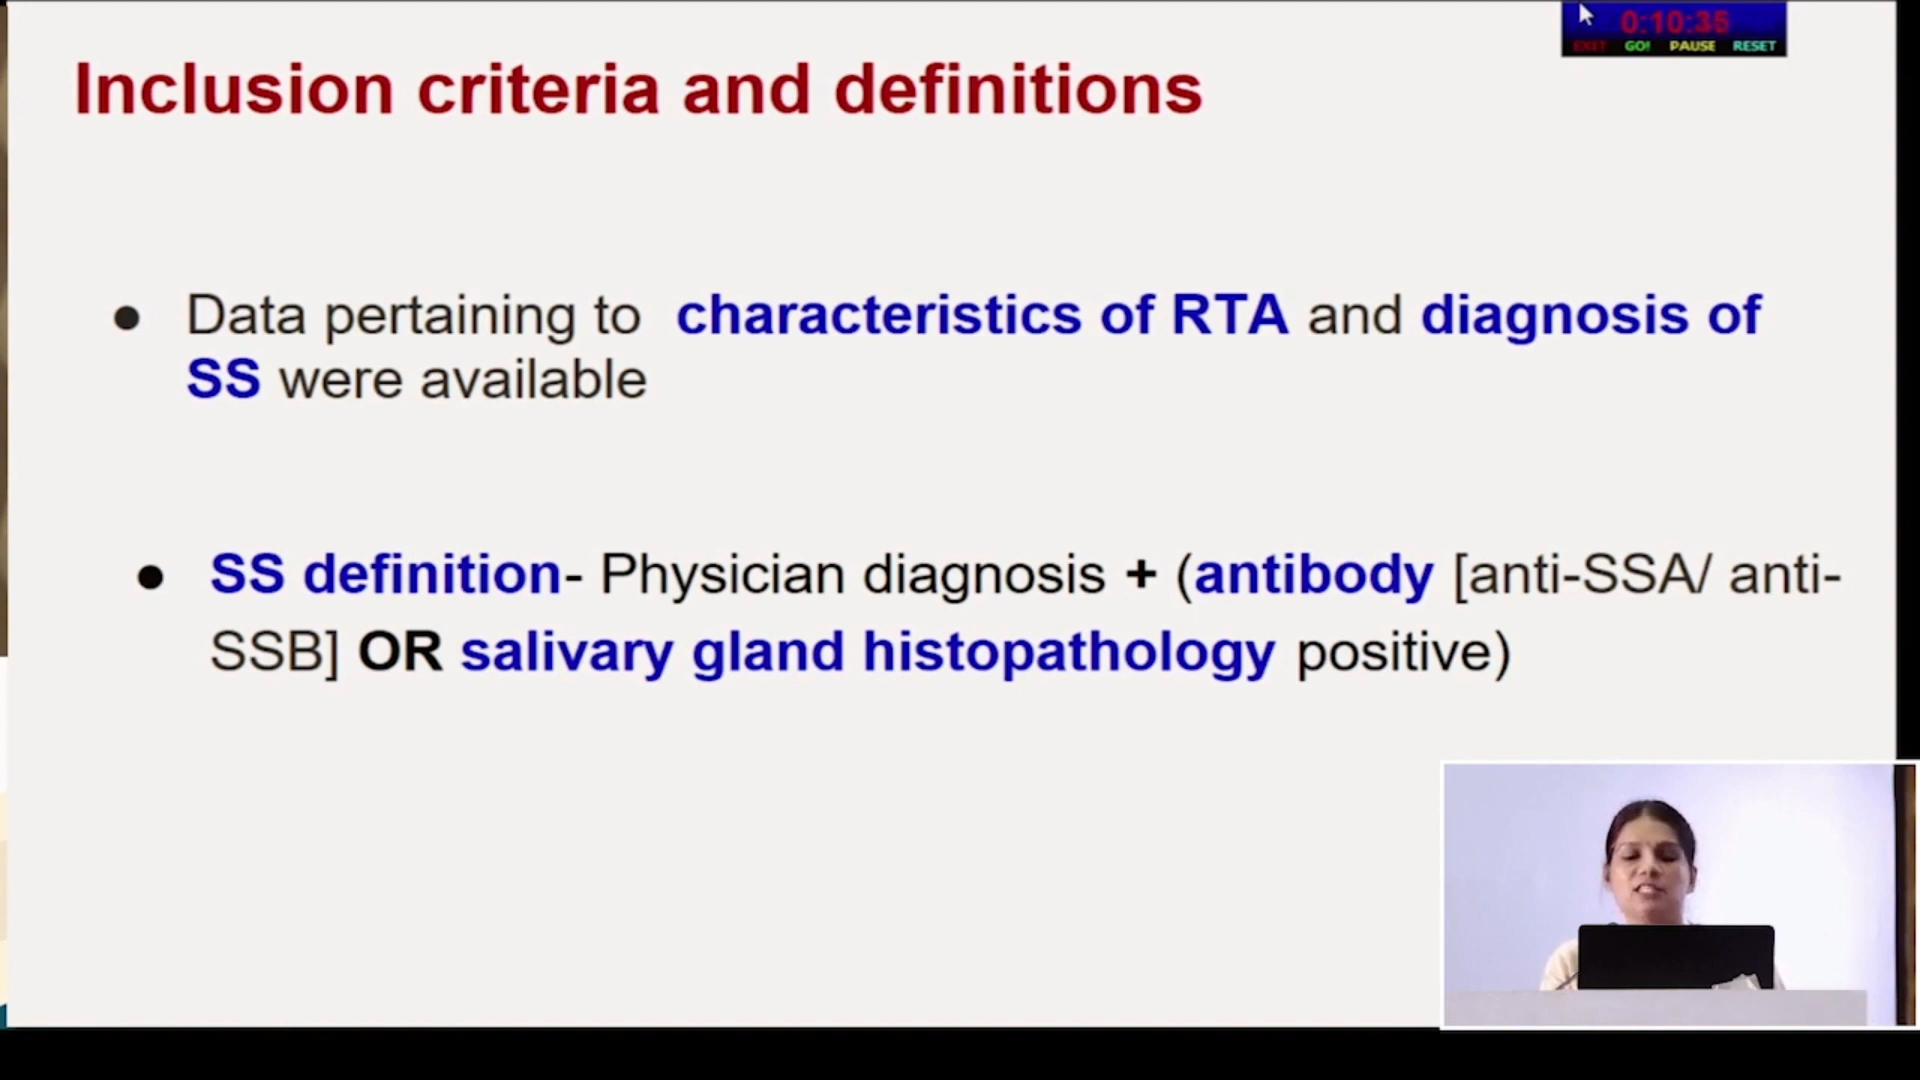 0:10:35
EXIT GO! PAUSE RESET
Inclusion criteria and definitions
● Data pertaining to characteristics of RTA and diagnosis of
SS were available
● SS definition- Physician diagnosis + (antibody [anti-SSA/ anti-
SSB] OR salivary gland histopathology positive)